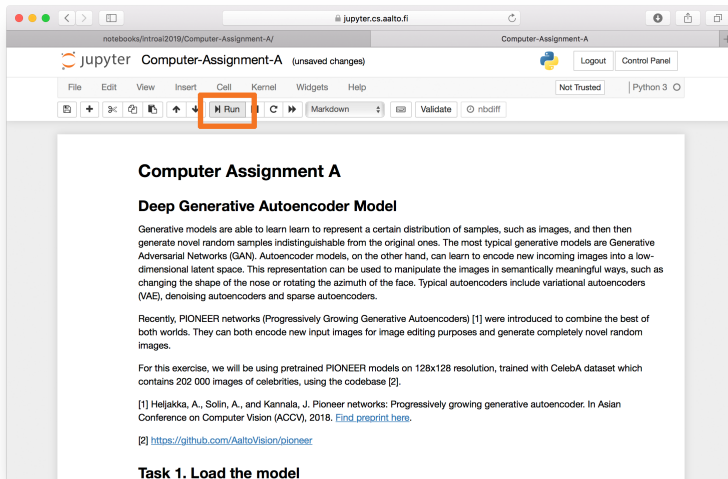 jupyter.cs.aalto.fi
notebooks/introai2019/Computer-Assignment-A/
Computer-Assignment-A
jupyter Computer-Assignment-A (unsaved changes)
Logout
Control Panel
File Edit View Insert Cell Kernel Widgets Help
Not Trusted
Python 3
Run
Markdown
Validate
nbdiff
Computer Assignment A
Deep Generative Autoencoder Model
Generative models are able to learn learn to represent a certain distribution of samples, such as images, and then then
generate novel random samples indistinguishable from the original ones. The most typical generative models are Generative
Adversarial Networks (GAN). Autoencoder models, on the other hand, can learn to encode new incoming images into a low-
dimensional latent space. This representation can be used to manipulate the images in semantically meaningful ways, such as
changing the shape of the nose or rotating the azimuth of the face. Typical autoencoders include variational autoencoders
(VAE), denoising autoencoders and sparse autoencoders.
Recently, PIONEER networks (Progressively Growing Generative Autoencoders) [1] were introduced to combine the best of
both worlds. They can both encode new input images for image editing purposes and generate completely novel random
images.
For this exercise, we will be using pretrained PIONEER models on 128x128 resolution, trained with CelebA dataset which
contains 202 000 images of celebrities, using the codebase [2].
[1] Heljakka, A., Solin, A., and Kannala, J. Pioneer networks: Progressively growing generative autoencoder. In Asian
Conference on Computer Vision (ACCV), 2018. Find preprint here.
[2] https://github.com/AaltoVision/pioneer
Task 1. Load the model